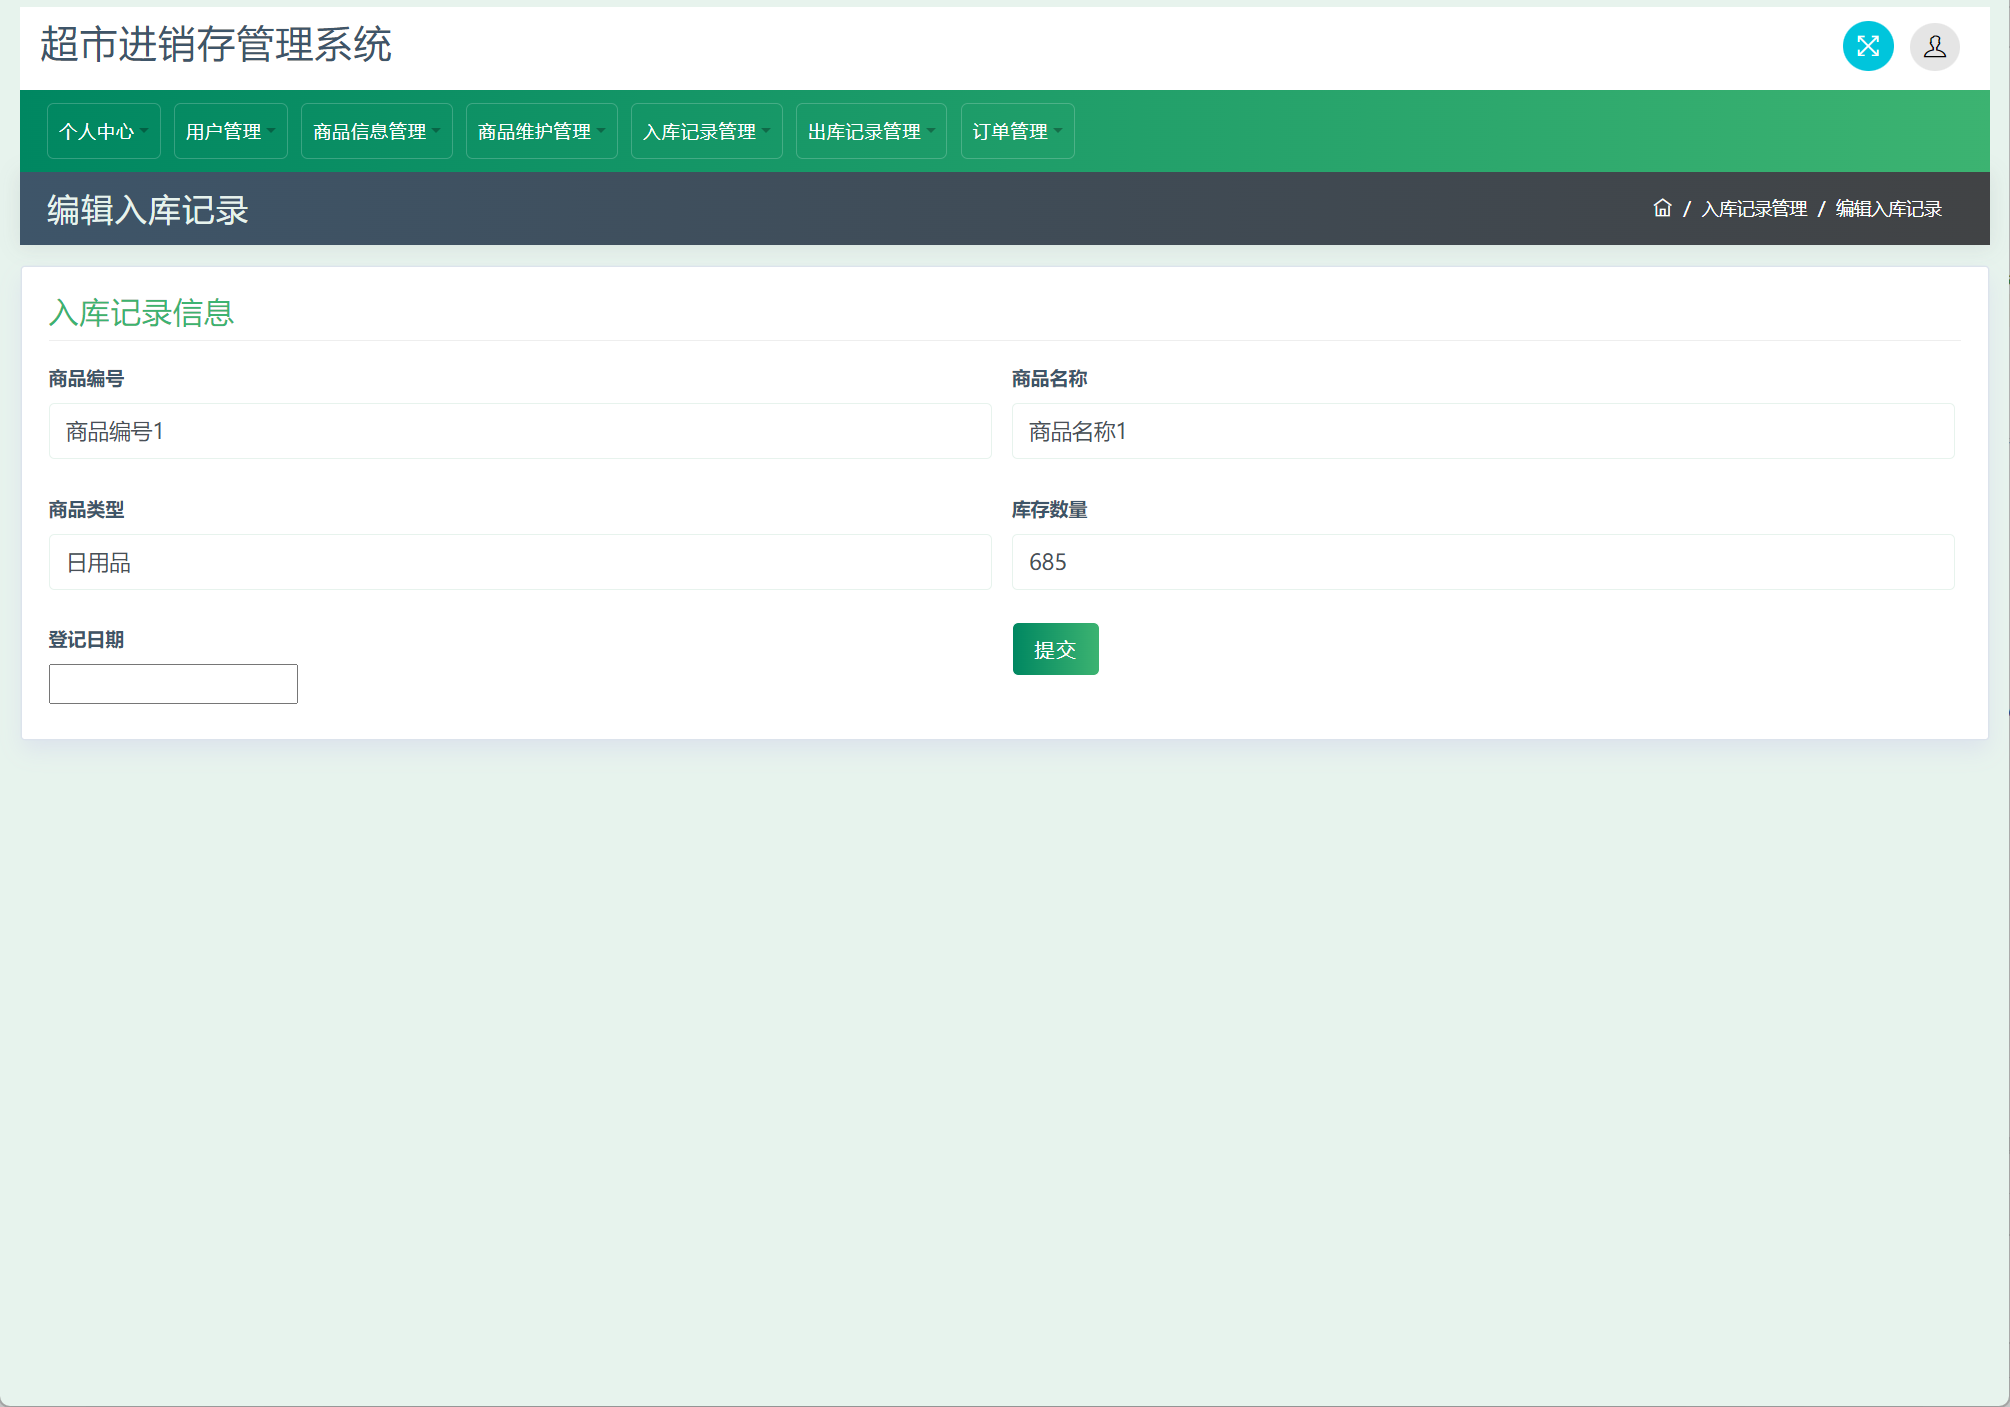 超市进销存管理系统
个人中心 用户管理 商品信息管理 商品维护管理 入库记录管理 出库记录管理 订单管理
编辑入库记录 / 入库记录管理 / 编辑入库记录
入库记录信息
商品编号 商品名称
商品编号1 商品名称1
商品类型 库存数量
日用品 685
登记日期 提交